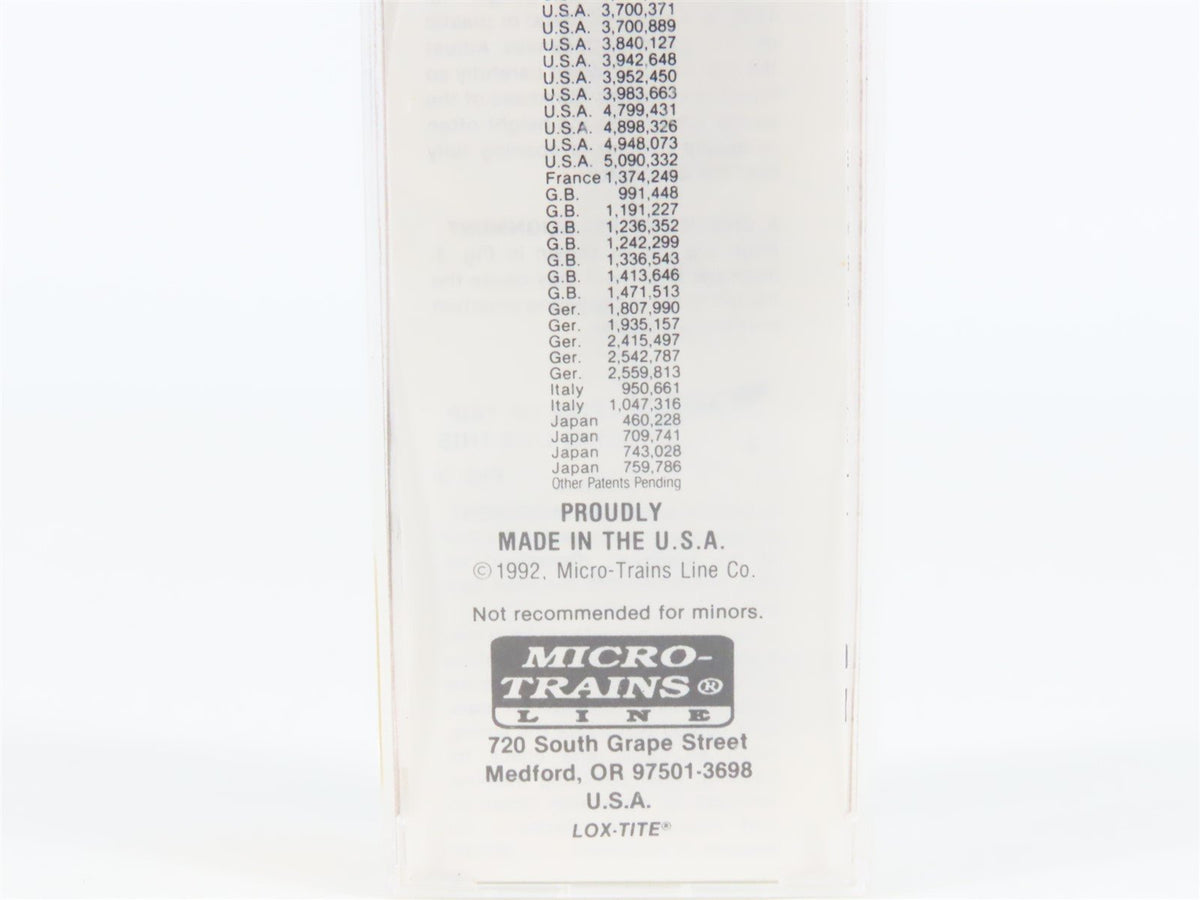 U.S.A. 3,700,371
U.S.A. 3,700,889
U.S.A. 3,840,127
U.S.A. 3,942,648
U.S.A. 3,952,450
U.S.A. 3,983,663
U.S.A. 4,799,431
U.S.A. 4,898,326
U.S.A. 4,948,073
U.S.A. 5,090,332
France 1,374,249
G.B. 991,448
G.B. 1,191,227
G.B. 1,236,352
G.B. 1,242,299
G.B. 1,336,543
G.B. 1,413,646
G.B. 1,471,513
Ger. 1,807,990
Ger. 1,935,157
Ger. 2,415,497
Ger. 2,542,787
Ger. 2,559,813
Italy 950,661
Italy 1,047,316
Japan 460,228
Japan 709,741
Japan 743,028
Japan 759,786
Other Patents Pending
PROUDLY
MADE IN THE U.S.A.
©1992, Micro-Trains Line Co.
Not recommended for minors.
MICRO-
TRAINS®
LINE
720 South Grape Street
Medford, OR 97501-3698
U.S.A.
LOX-TITE®